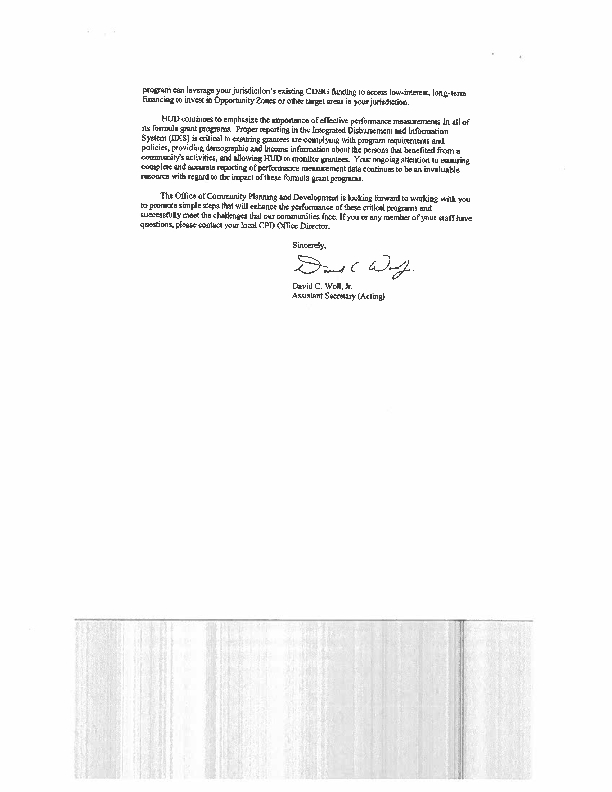 program can leverage your jurisdiction's existing CDBG funding to access low-interest, long-term
financing to invest in Opportunity Zones or other target areas in your jurisdiction.
HUD continues to emphasize the importance of effective performance measurements in all of
its formula grant programs. Proper reporting in the Integrated Disbursement and Information
System (IDIS) is critical to ensuring grantees are complying with program requirements and
policies, providing demographic and income information about the persons that benefited from a
community's activities, and allowing HUD to monitor grantees. Your ongoing attention to ensuring
complete and accurate reporting of performance measurement data continues to be an invaluable
resource with regard to the impact of these formula grant programs.
The Office of Community Planning and Development is looking forward to working with you
to promote simple steps that will enhance the performance of these critical programs and
successfully meet the challenges that our communities face. If you or any member of your staff have
questions, please contact your local CPD Office Director.
Sincerely,
David C Woll, Jr.
David C. Woll, Jr.
Assistant Secretary (Acting)